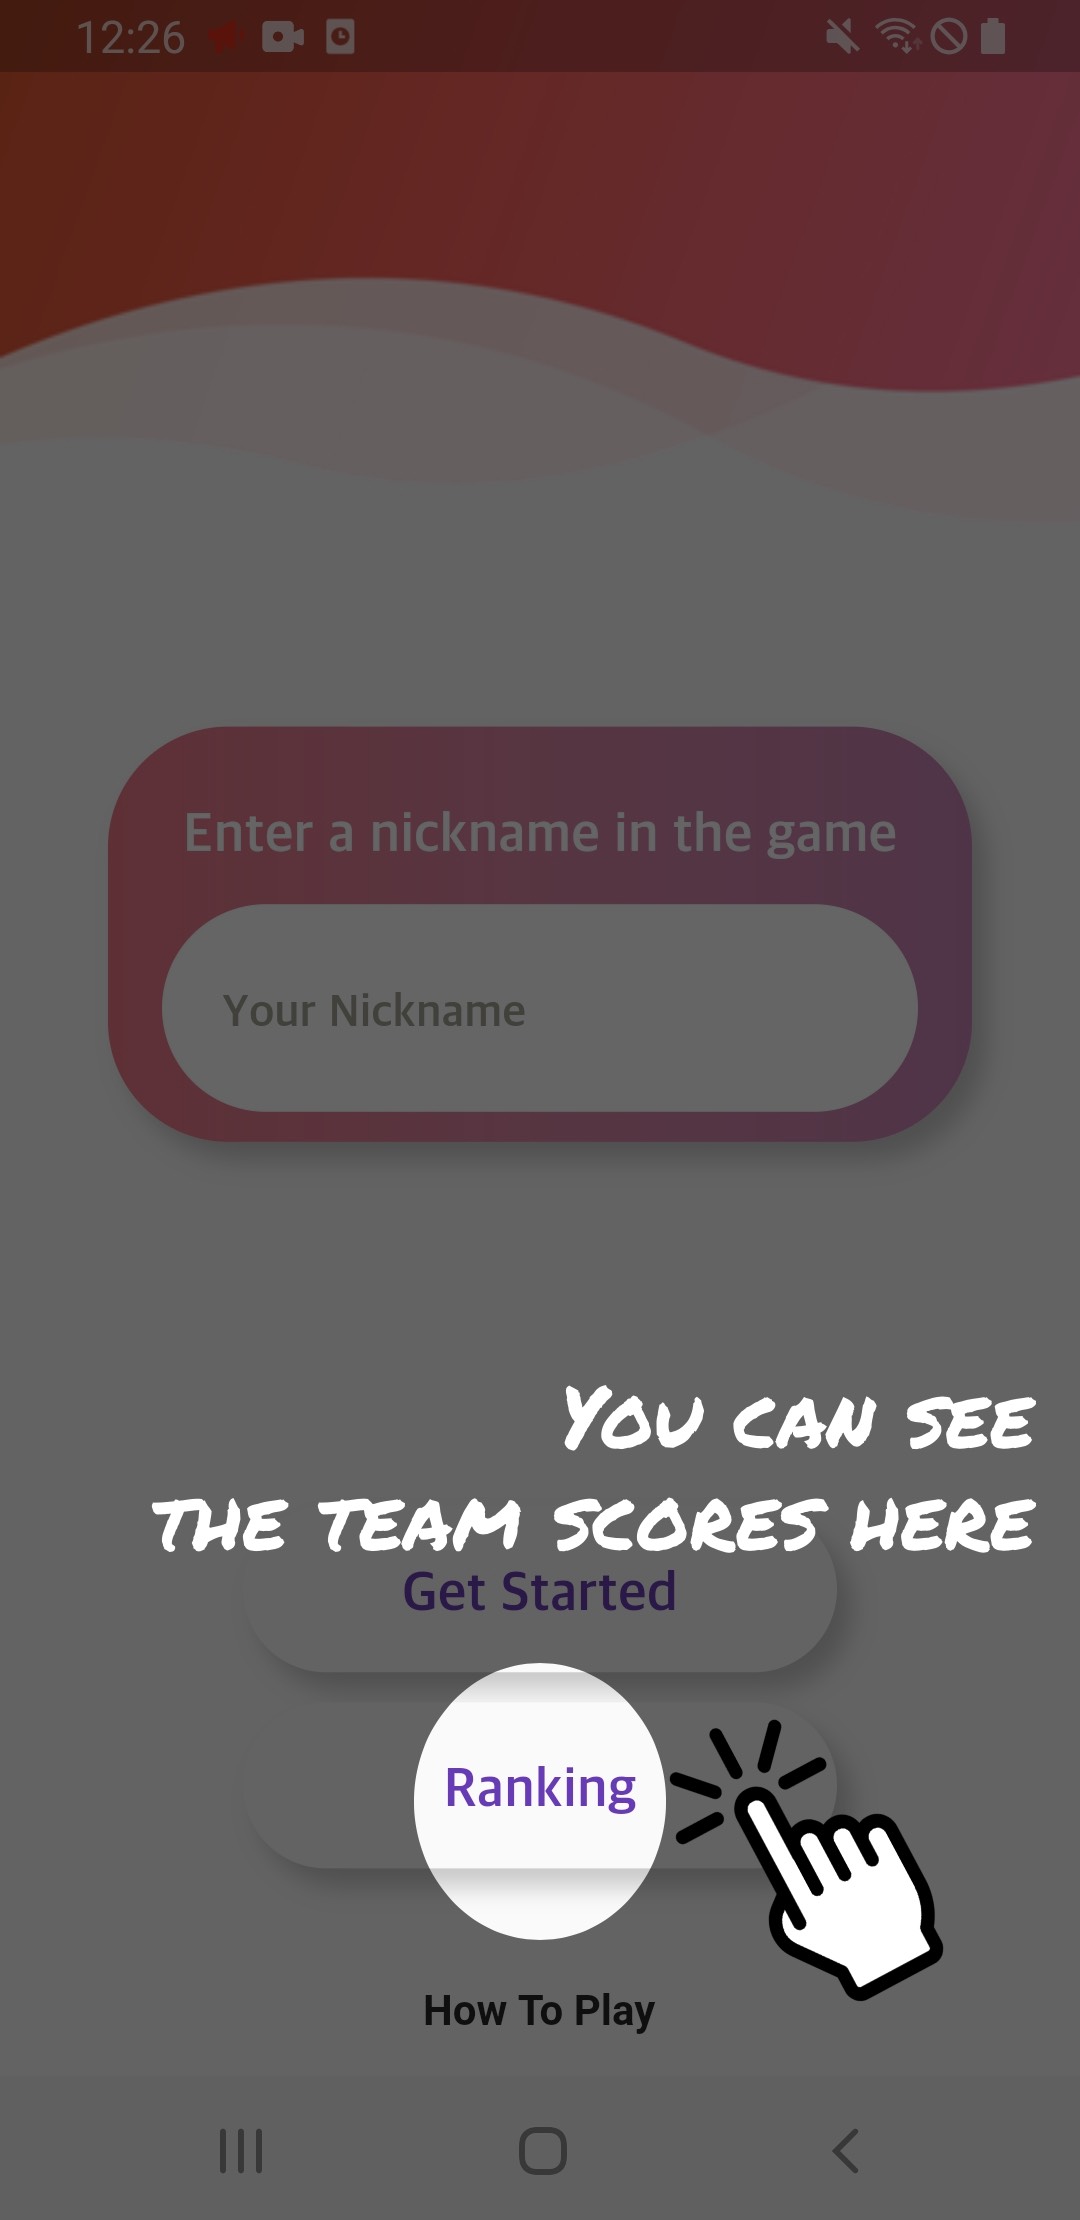 12:26
Enter a nickname in the game
Your Nickname
You can see
the team scores here
Get Started
Ranking
How To Play